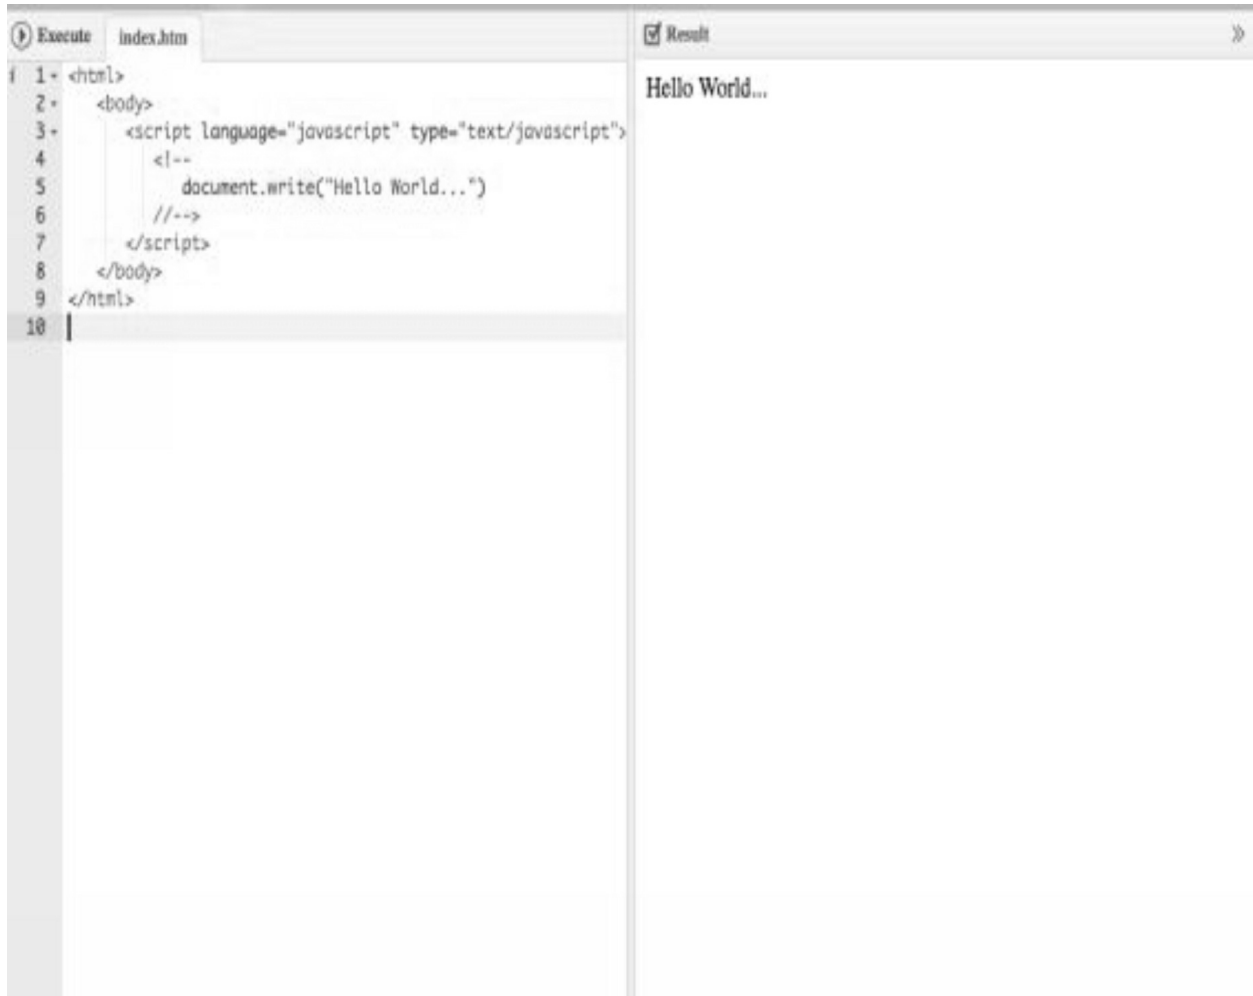 Execute index.htm
i 1 <html>
2 <body>
3 <script language="javascript" type="text/javascript">
4 <!--
5 document.write("Hello World...")
6 //-->
7 </script>
8 </body>
9 </html>
10
Result »
Hello World...